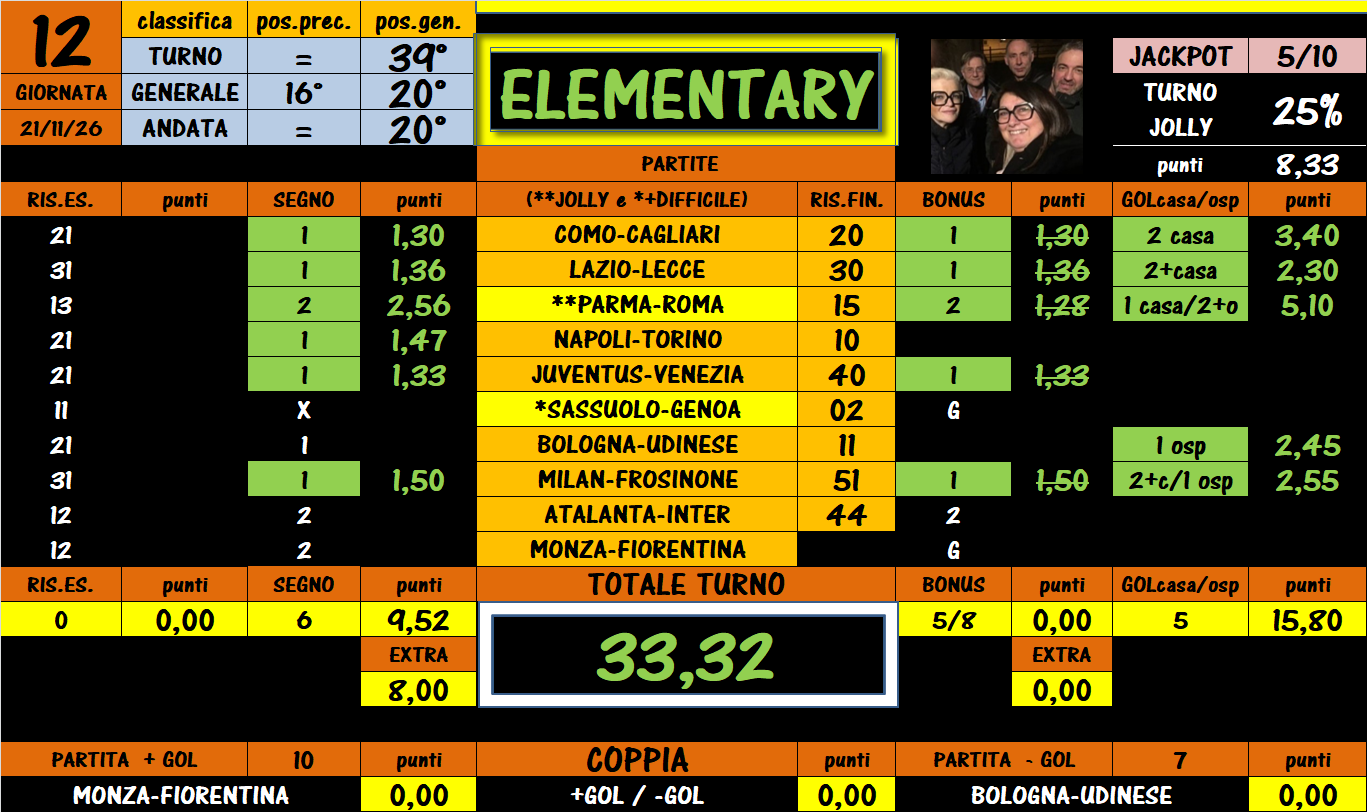 12 classifica pos.prec. pos.gen.
TURNO = 39° ELEMENTARY JACKPOT 5/10
GIORNATA GENERALE 16° 20° TURNO JOLLY 25%
21/11/26 ANDATA = 20°
PARTITE punti 8,33
RIS.ES. punti SEGNO punti (**JOLLY e *+DIFFICILE) RIS.FIN. BONUS punti GOLcasa/osp punti
21 1 1,30 COMO-CAGLIARI 20 1 1,30 2 casa 3,40
31 1 1,36 LAZIO-LECCE 30 1 1,36 2+casa 2,30
13 2 2,56 **PARMA-ROMA 15 2 1,28 1 casa/2+o 5,10
21 1 1,47 NAPOLI-TORINO 10
21 1 1,33 JUVENTUS-VENEZIA 40 1 1,33
11 X *SASSUOLO-GENOA 02 G
21 1 BOLOGNA-UDINESE 11 1 osp 2,45
31 1 1,50 MILAN-FROSINONE 51 1 1,50 2+c/1 osp 2,55
12 2 ATALANTA-INTER 44 2
12 2 MONZA-FIORENTINA G
RIS.ES. punti SEGNO punti TOTALE TURNO BONUS punti GOLcasa/osp punti
0 0,00 6 9,52 33,32 5/8 0,00 5 15,80
EXTRA EXTRA
8,00 0,00
PARTITA + GOL 10 punti COPPIA punti PARTITA - GOL 7 punti
MONZA-FIORENTINA 0,00 +GOL / -GOL 0,00 BOLOGNA-UDINESE 0,00